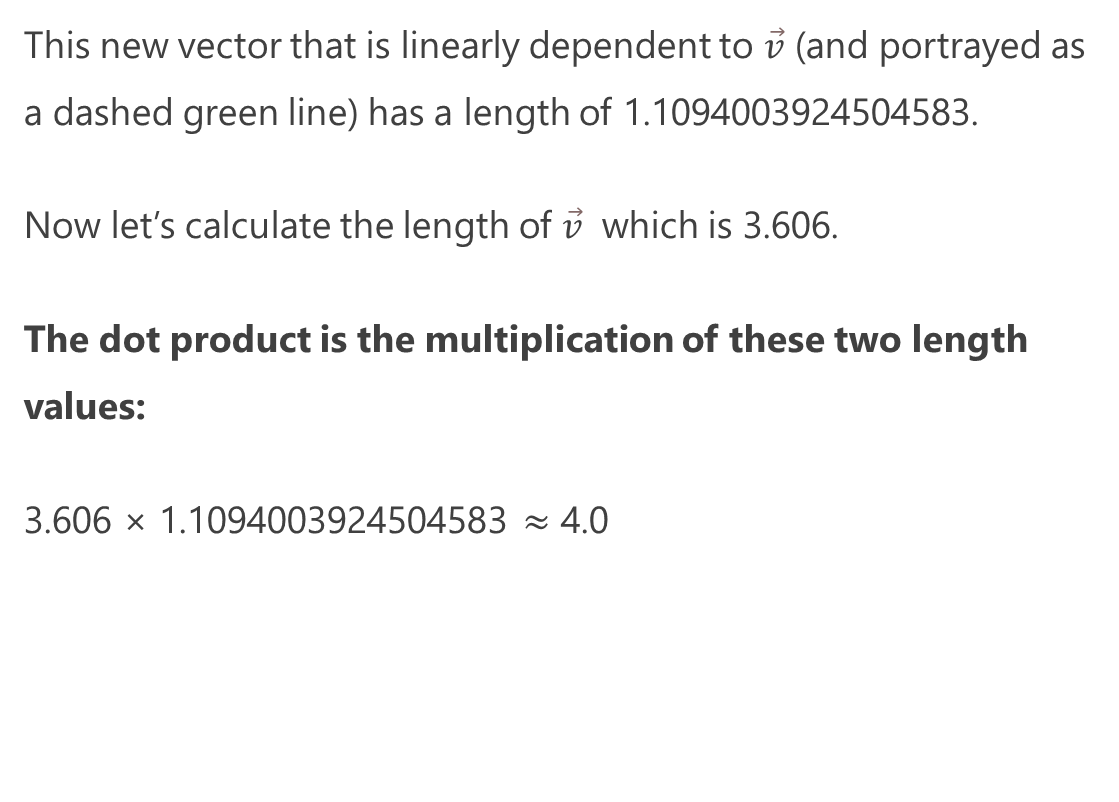 This new vector that is linearly dependent to v⃗ (and portrayed as
a dashed green line) has a length of 1.1094003924504583.
Now let’s calculate the length of v⃗ which is 3.606.
The dot product is the multiplication of these two length
values:
3.606 × 1.1094003924504583 ≈ 4.0